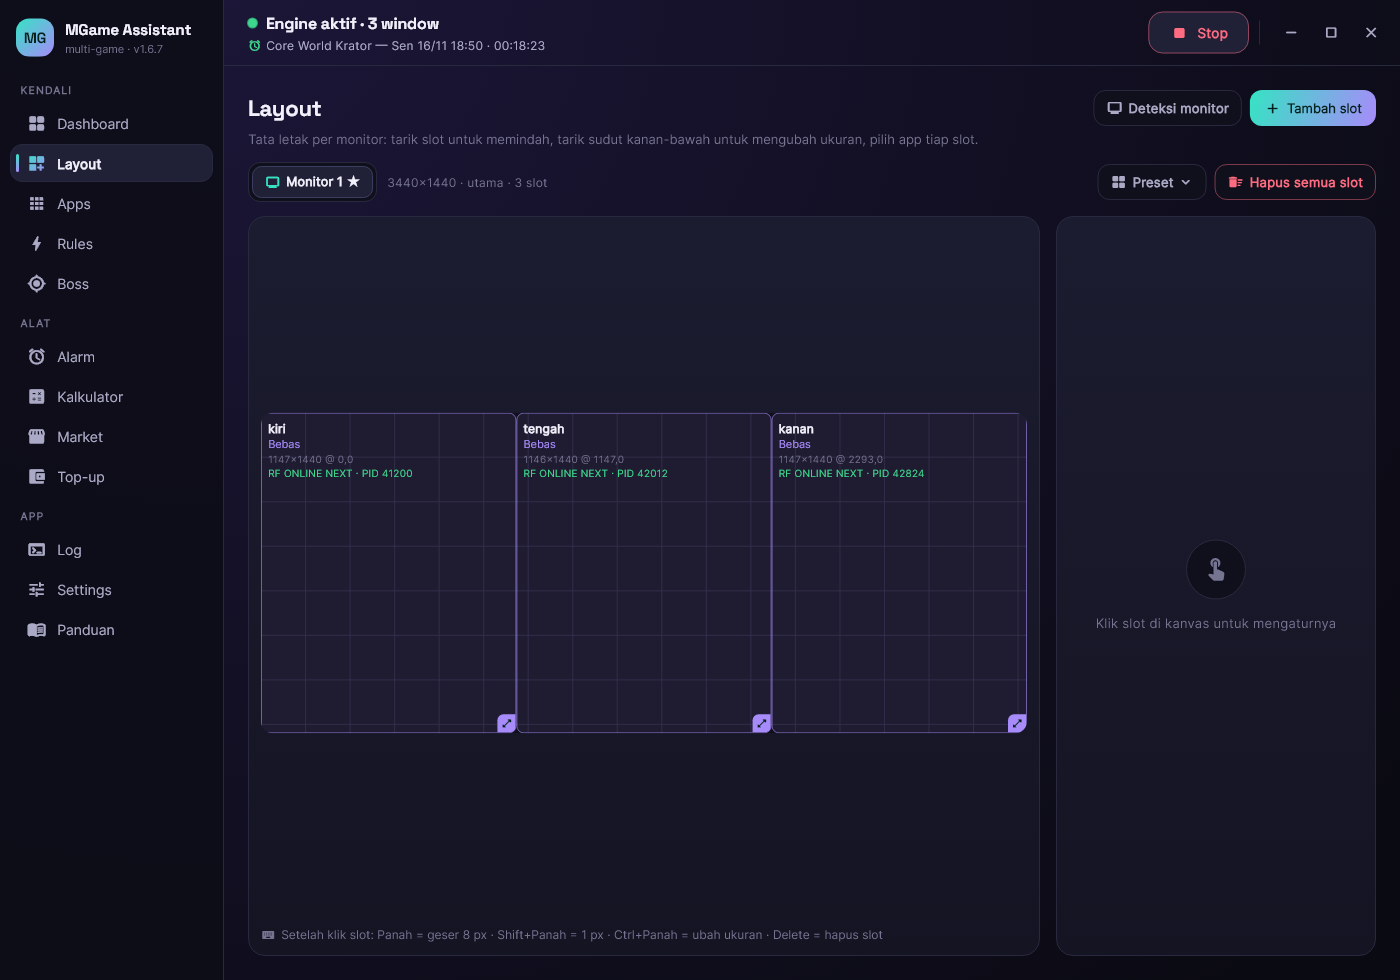 MG
MGame Assistant
multi-game · v1.6.7
KENDALI
Dashboard
Layout
Apps
Rules
Boss
ALAT
Alarm
Kalkulator
Market
Top-up
APP
Log
Settings
Panduan
Engine aktif · 3 window
Core World Krator — Sen 16/11 18:50 · 00:18:23
Stop
Layout
Deteksi monitor
Tambah slot
Tata letak per monitor: tarik slot untuk memindah, tarik sudut kanan-bawah untuk mengubah ukuran, pilih app tiap slot.
Monitor 1 ★
3440×1440 · utama · 3 slot
Preset
Hapus semua slot
kiri
Bebas
1147×1440 @ 0,0
RF ONLINE NEXT · PID 41200
tengah
Bebas
1146×1440 @ 1147,0
RF ONLINE NEXT · PID 42012
kanan
Bebas
1147×1440 @ 2293,0
RF ONLINE NEXT · PID 42824
Klik slot di kanvas untuk mengaturnya
Setelah klik slot: Panah = geser 8 px · Shift+Panah = 1 px · Ctrl+Panah = ubah ukuran · Delete = hapus slot